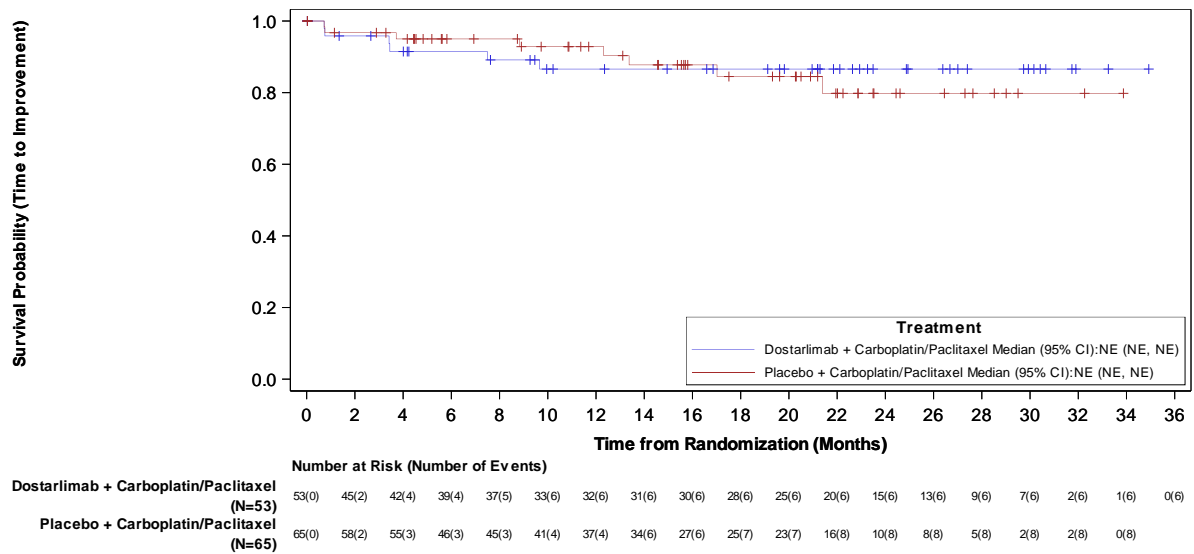 Survival Probability (Time to Improvement)
1.0
0.8
0.6
0.4
0.2
0.0
Treatment
Dostarlimab + Carboplatin/Paclitaxel Median (95% CI):NE (NE, NE)
Placebo + Carboplatin/Paclitaxel Median (95% CI):NE (NE, NE)
0 2 4 6 8 10 12 14 16 18 20 22 24 26 28 30 32 34 36
Time from Randomization (Months)
Number at Risk (Number of Events)
Dostarlimab + Carboplatin/Paclitaxel
(N=53)
53(0) 45(2) 42(4) 39(4) 37(5) 33(6) 32(6) 31(6) 30(6) 28(6) 25(6) 20(6) 15(6) 13(6) 9(6) 7(6) 2(6) 1(6) 0(6)
Placebo + Carboplatin/Paclitaxel
(N=65)
65(0) 58(2) 55(3) 46(3) 45(3) 41(4) 37(4) 34(6) 27(6) 25(7) 23(7) 16(8) 10(8) 8(8) 5(8) 2(8) 2(8) 0(8)